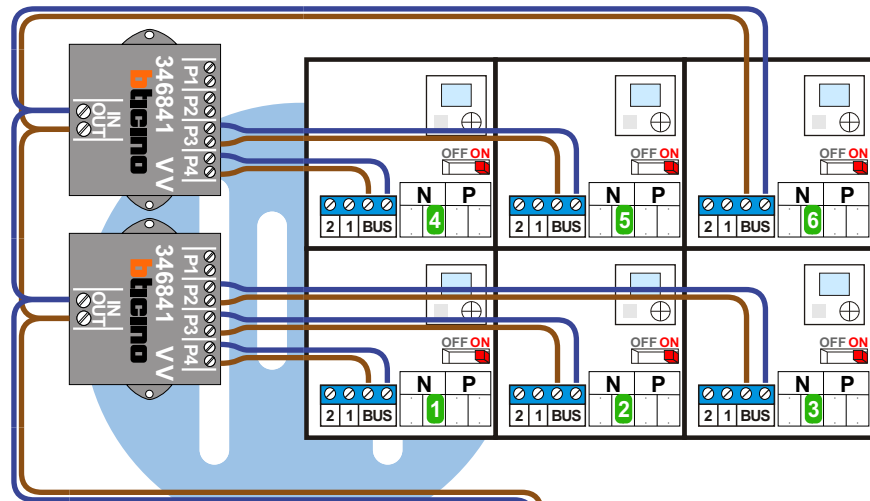 346841
bticino
IN
OUT
P1
P2
P3
P4
V V
OFF ON
N P
2 1 BUS
4
OFF ON
N P
2 1 BUS
5
OFF ON
N P
2 1 BUS
6
346841
bticino
IN
OUT
P1
P2
P3
P4
V V
OFF ON
N P
2 1 BUS
1
OFF ON
N P
2 1 BUS
2
OFF ON
N P
2 1 BUS
3